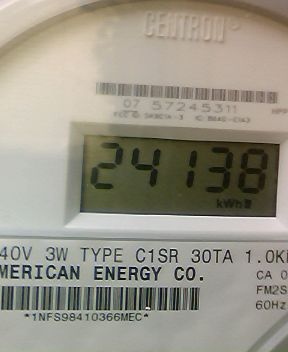 CENTRON
07 57245311
24138
kWh
40V 3W TYPE C1SR 30TA 1.0K
MERICAN ENERGY CO.
CA 0
FM2S
60Hz
*1NFS98410366MEC*